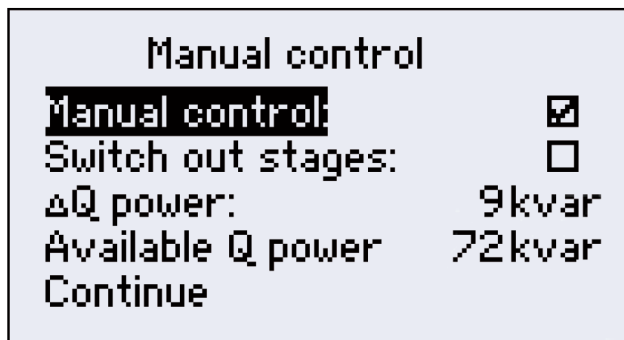 Manual control
Manual control:
Switch out stages:
ΔQ power: 9kvar
Available Q power 72kvar
Continue